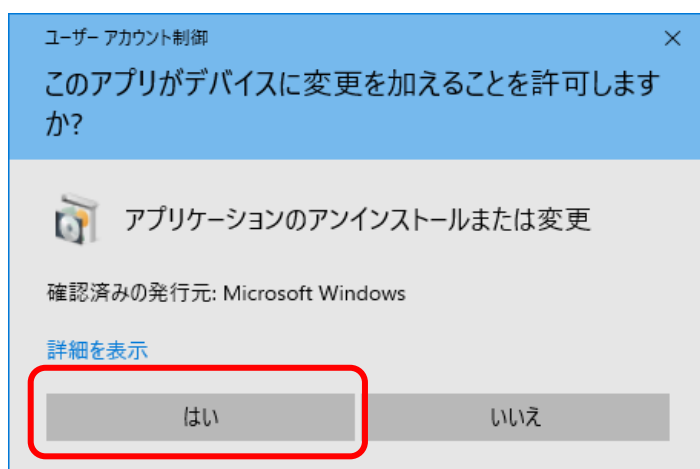 ユーザー アカウント制御
このアプリがデバイスに変更を加えることを許可します
か?
アプリケーションのアンインストールまたは変更
確認済みの発行元: Microsoft Windows
詳細を表示
はい
いいえ